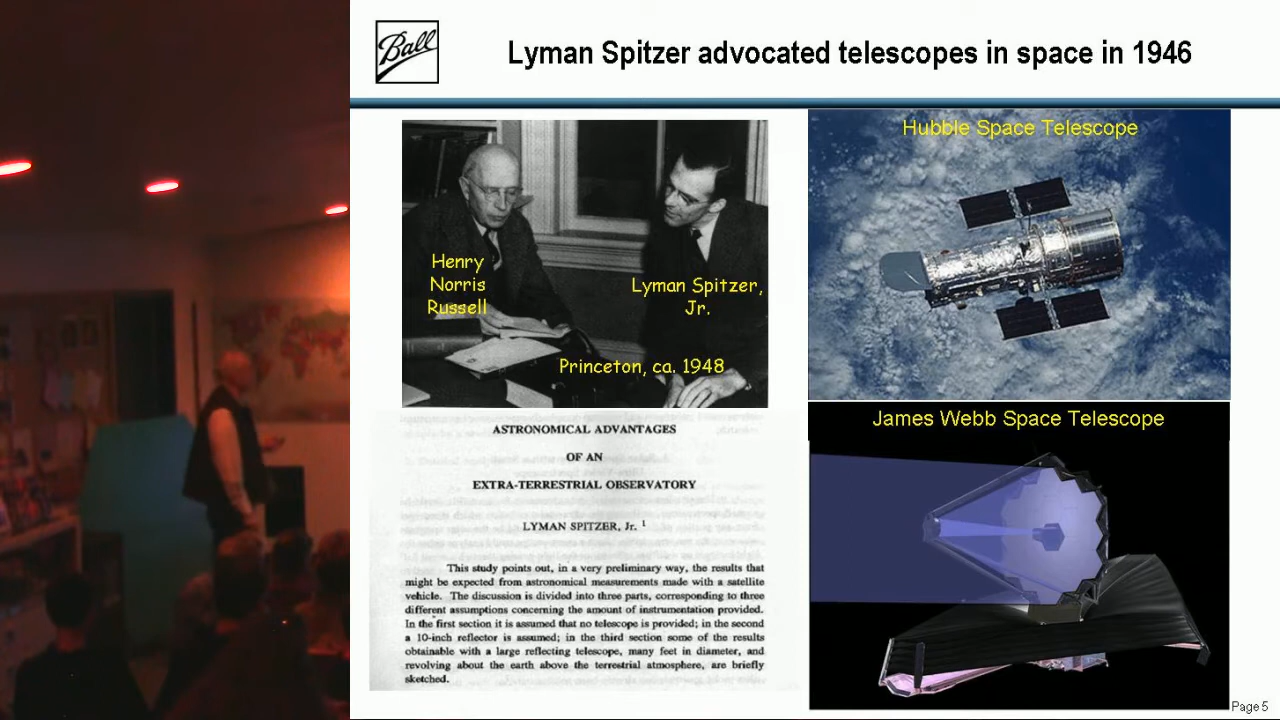 Ball
Lyman Spitzer advocated telescopes in space in 1946
Henry
Norris
Russell
Lyman Spitzer,
Jr.
Princeton, ca. 1948
Hubble Space Telescope
James Webb Space Telescope
ASTRONOMICAL ADVANTAGES
OF AN
EXTRA-TERRESTRIAL OBSERVATORY
LYMAN SPITZER, Jr. 1
This study points out, in a very preliminary way, the results that
might be expected from astronomical measurements made with a satellite
vehicle. The discussion is divided into three parts, corresponding to three
different assumptions concerning the amount of instrumentation provided.
In the first section it is assumed that no telescope is provided; in the second
a 10-inch reflector is assumed; in the third section some of the results
obtainable with a large reflecting telescope, many feet in diameter, and
revolving about the earth above the terrestrial atmosphere, are briefly
sketched.
Page 5